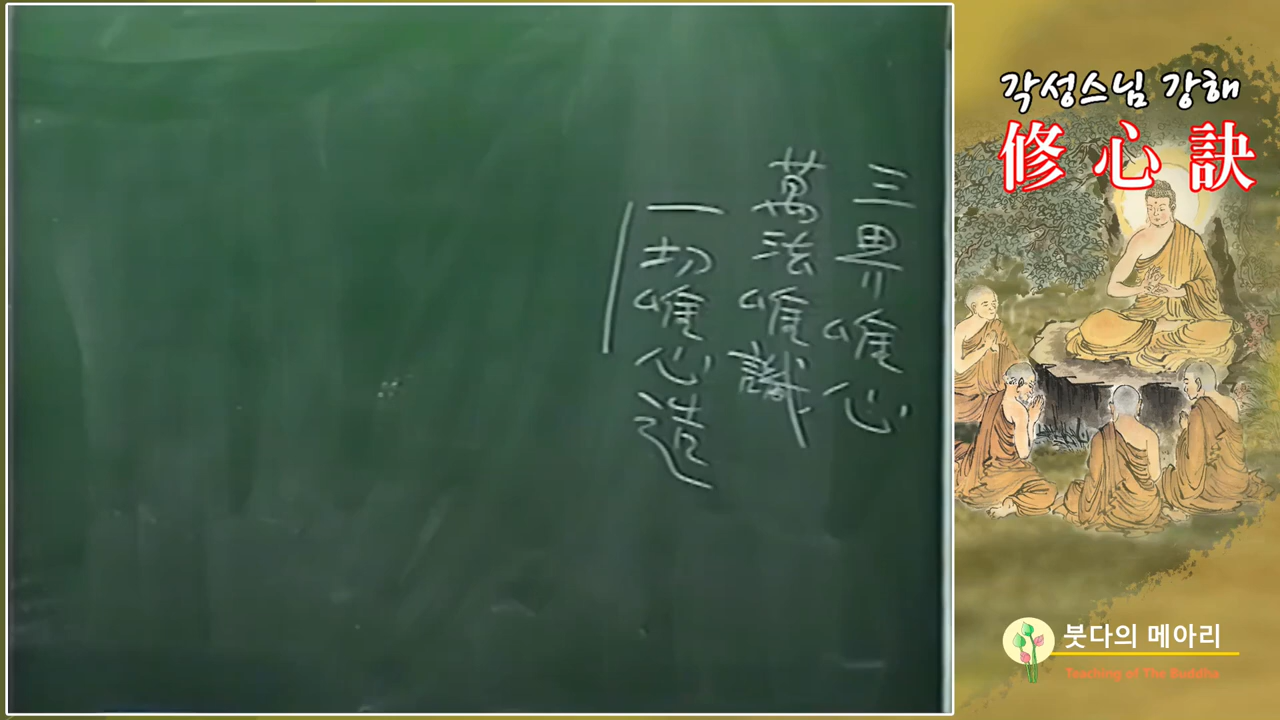 三界唯心
萬法唯識
一切唯心造
각성스님 강해
修心訣
붓다의 메아리
Teaching of The Buddha